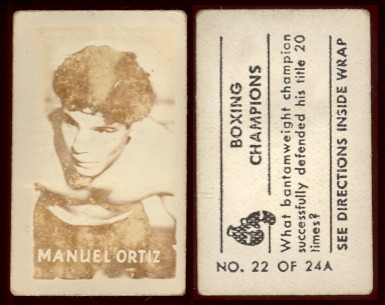 MANUEL ORTIZ
BOXING
CHAMPIONS
What bantamweight champion
successfully defended his title 20
times?
SEE DIRECTIONS INSIDE WRAP
NO. 22 OF 24A